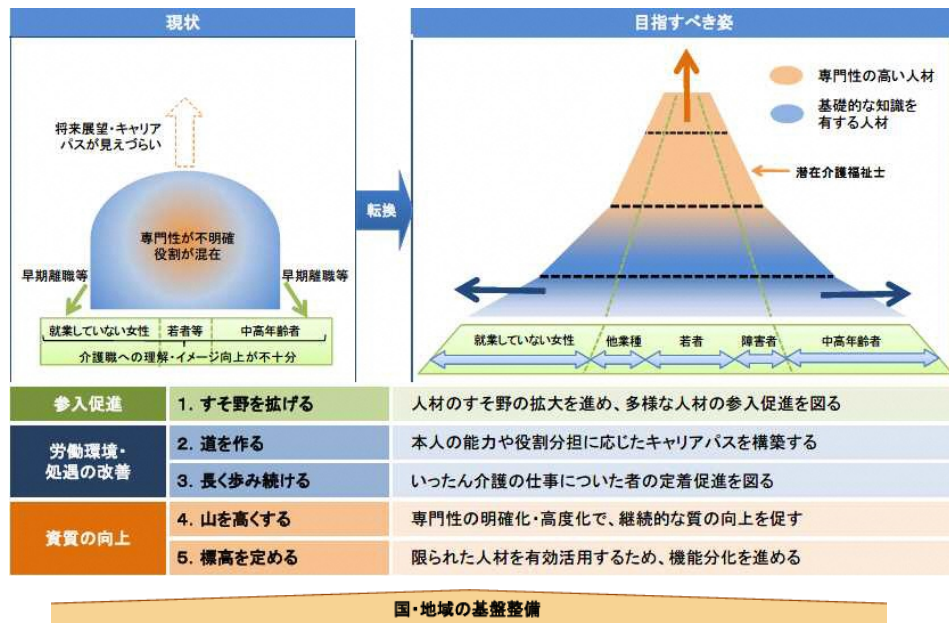 現状
将来展望・キャリア
パスが見えづらい
専門性が不明確
役割が混在
早期離職等
早期離職等
就業していない女性
若者等
中高年齢者
介護職への理解・イメージ向上が不十分
転換
目指すべき姿
専門性の高い人材
基礎的な知識を
有する人材
潜在介護福祉士
就業していない女性
他業種
若者
障害者
中高年齢者
参入促進
1. すそ野を拡げる
人材のすそ野の拡大を進め、多様な人材の参入促進を図る
労働環境・
処遇の改善
2. 道を作る
本人の能力や役割分担に応じたキャリアパスを構築する
3. 長く歩み続ける
いったん介護の仕事についた者の定着促進を図る
資質の向上
4. 山を高くする
専門性の明確化・高度化で、継続的な質の向上を促す
5. 標高を定める
限られた人材を有効活用するため、機能分化を進める
国・地域の基盤整備